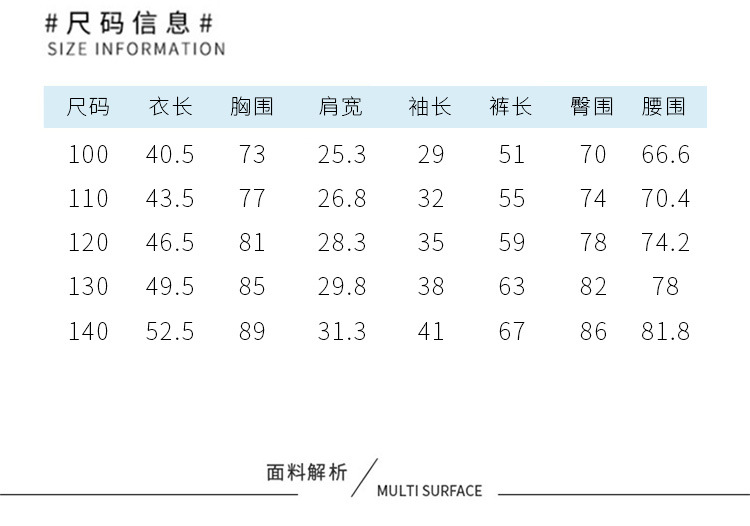 #尺码信息#
SIZE INFORMATION
尺码 衣长 胸围 肩宽 袖长 裤长 臀围 腰围
100 40.5 73 25.3 29 51 70 66.6
110 43.5 77 26.8 32 55 74 70.4
120 46.5 81 28.3 35 59 78 74.2
130 49.5 85 29.8 38 63 82 78
140 52.5 89 31.3 41 67 86 81.8
面料解析
MULTI SURFACE